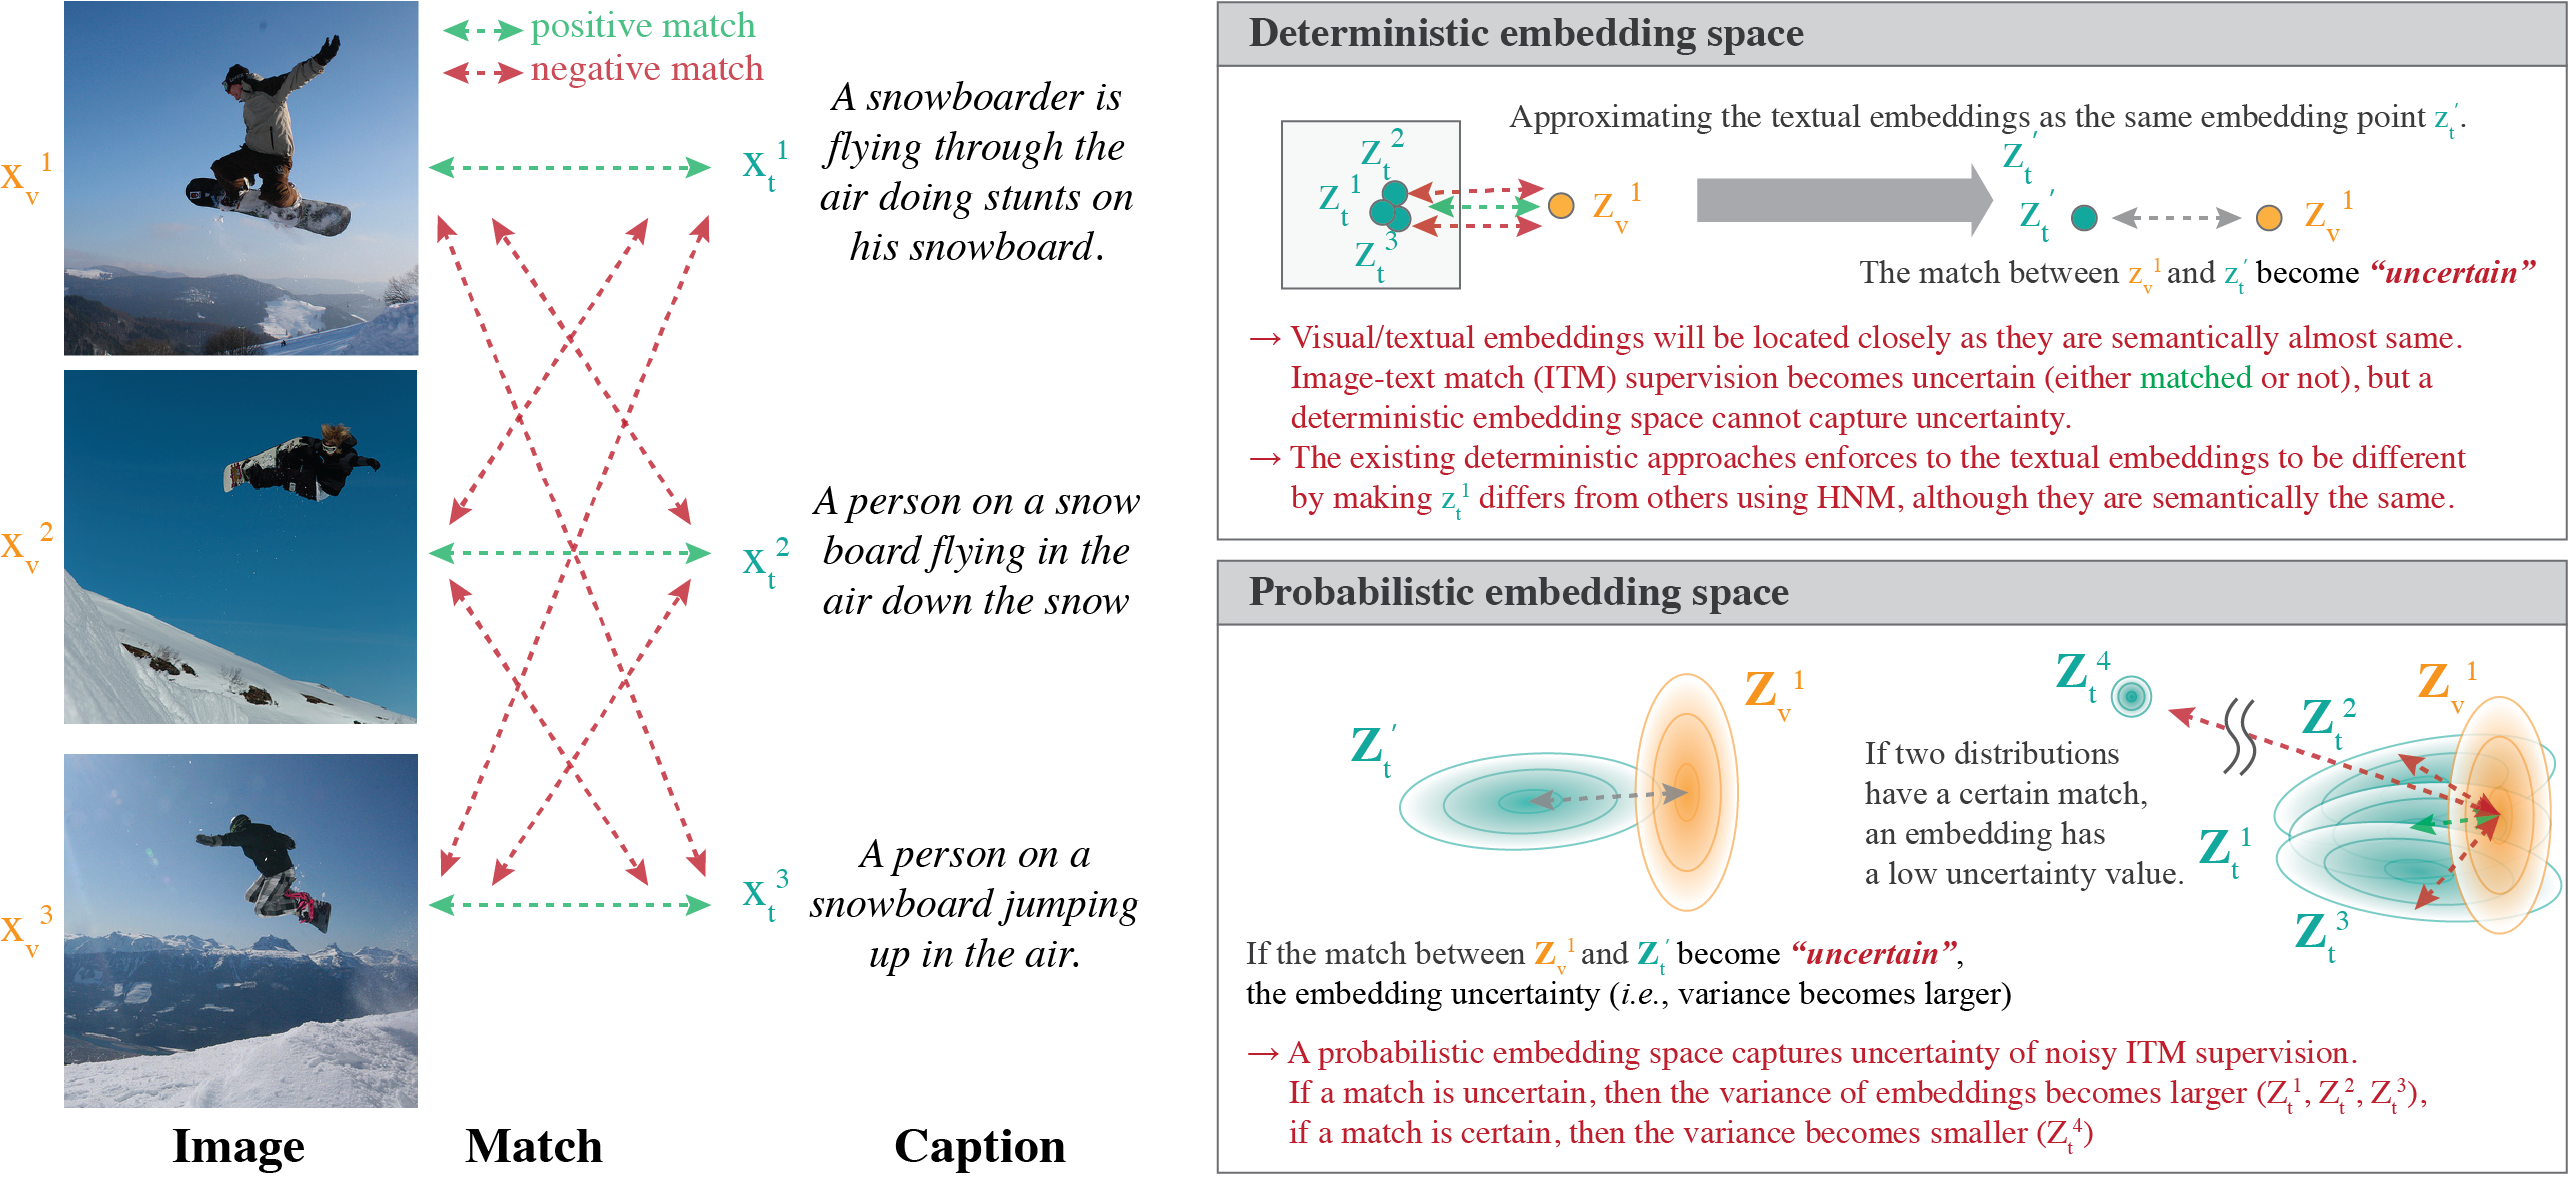 positive match
negative match
x_v^1
x_t^1
A snowboarder is
flying through the
air doing stunts on
his snowboard.
x_v^2
x_t^2
A person on a snow
board flying in the
air down the snow
x_v^3
x_t^3
A person on a
snowboard jumping
up in the air.
Image
Match
Caption
Deterministic embedding space
Approximating the textual embeddings as the same embedding point z_t'.
z_t^2
z_t^1
z_t^3
z_v^1
z_t'
z_t'
z_v^1
The match between z_v^1 and z_t' become “uncertain”
→ Visual/textual embeddings will be located closely as they are semantically almost same.
Image-text match (ITM) supervision becomes uncertain (either matched or not), but a
deterministic embedding space cannot capture uncertainty.
→ The existing deterministic approaches enforces to the textual embeddings to be different
by making z_t^1 differs from others using HNM, although they are semantically the same.
Probabilistic embedding space
Z_t'
Z_v^1
Z_t^4
Z_t^2
Z_v^1
Z_t^1
Z_t^3
If two distributions
have a certain match,
an embedding has
a low uncertainty value.
If the match between Z_v^1 and Z_t' become “uncertain”,
the embedding uncertainty (i.e., variance becomes larger)
→ A probabilistic embedding space captures uncertainty of noisy ITM supervision.
If a match is uncertain, then the variance of embeddings becomes larger (Z_t^1, Z_t^2, Z_t^3),
if a match is certain, then the variance becomes smaller (Z_t^4)